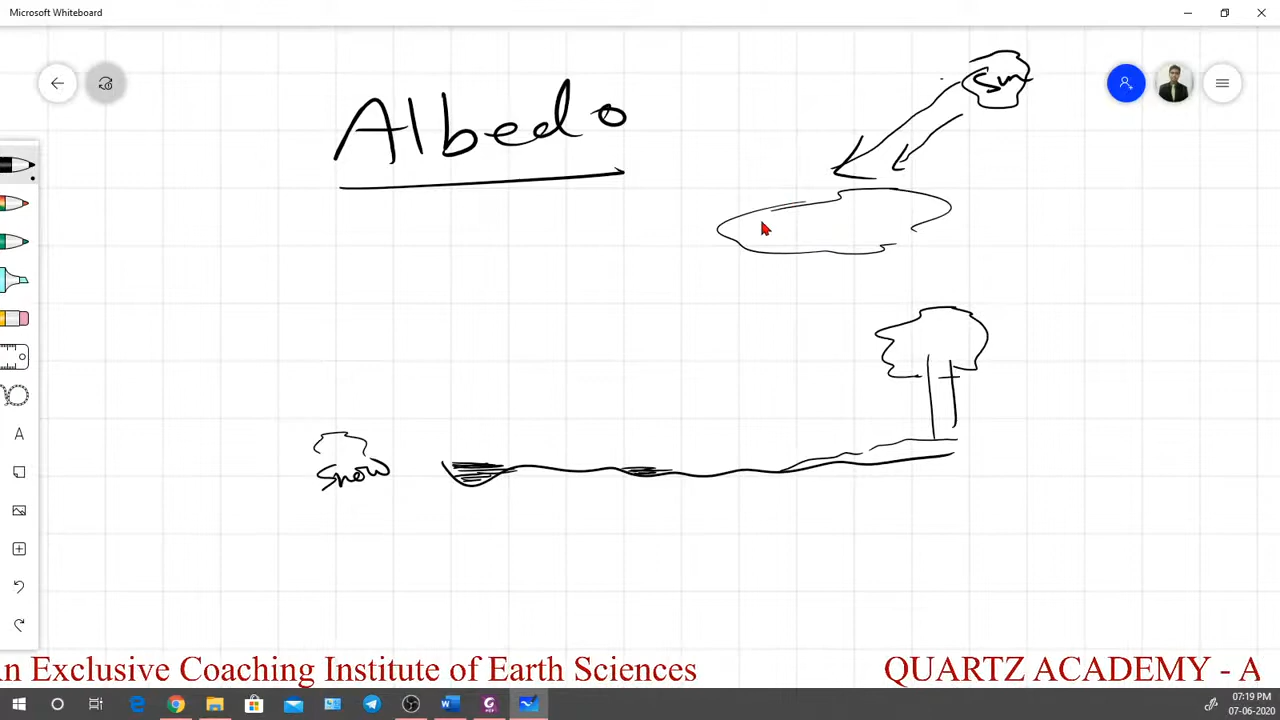 Microsoft Whiteboard
Albedo
Sun
Snow
A
in Exclusive Coaching Institute of Earth Sciences QUARTZ ACADEMY - A
07:19 PM
07-06-2020